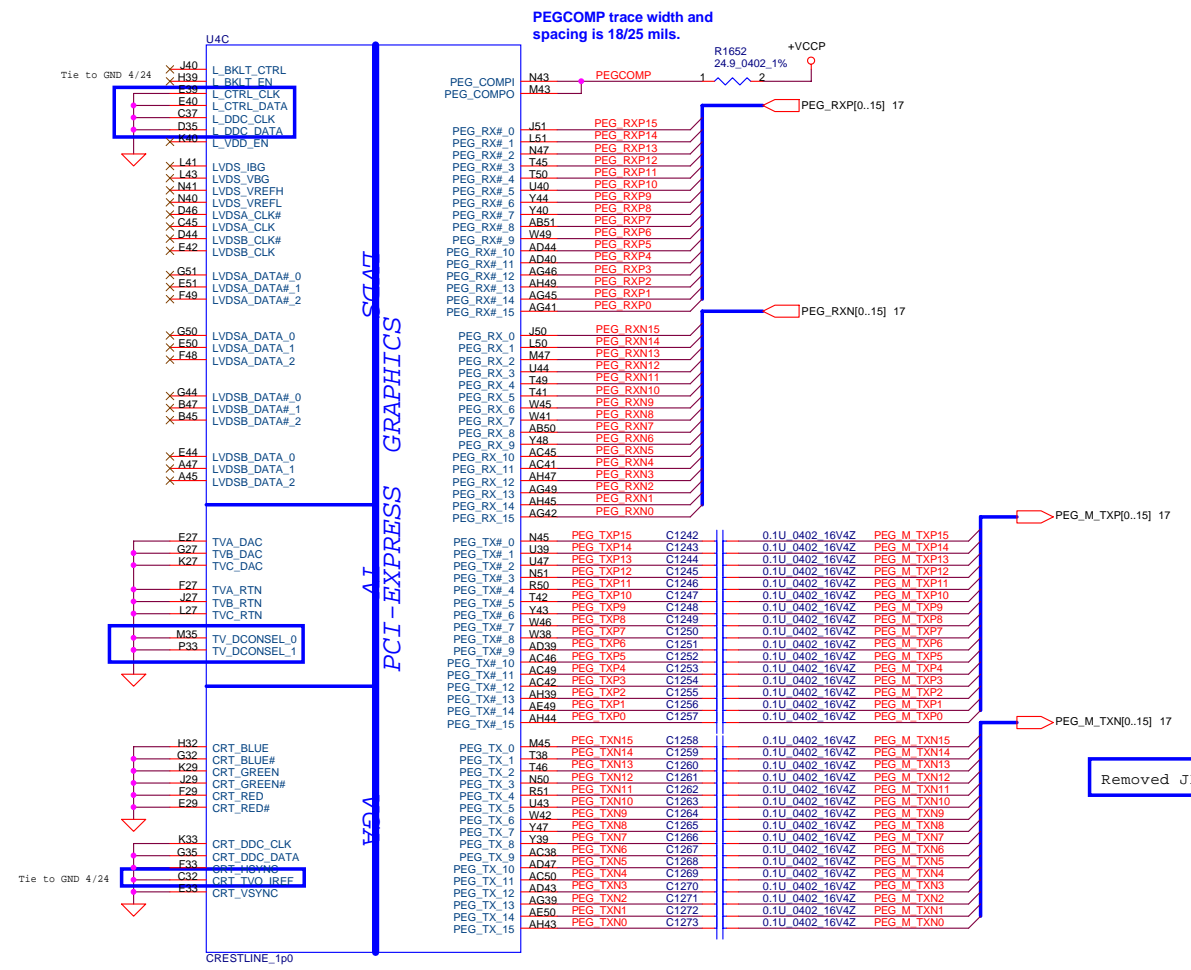 PEGCOMP trace width and
spacing is 18/25 mils.
U4C
Tie to GND 4/24
J40 L_BKLT_CTRL
H39 L_BKLT_EN
E39 L_CTRL_CLK
E40 L_CTRL_DATA
C37 L_DDC_CLK
D35 L_DDC_DATA
K40 L_VDD_EN
L41 LVDS_IBG
L43 LVDS_VBG
N41 LVDS_VREFH
N40 LVDS_VREFL
D46 LVDSA_CLK#
C45 LVDSA_CLK
D44 LVDSB_CLK#
E42 LVDSB_CLK
G51 LVDSA_DATA#_0
E51 LVDSA_DATA#_1
F49 LVDSA_DATA#_2
G50 LVDSA_DATA_0
E50 LVDSA_DATA_1
F48 LVDSA_DATA_2
G44 LVDSB_DATA#_0
B47 LVDSB_DATA#_1
B45 LVDSB_DATA#_2
E44 LVDSB_DATA_0
A47 LVDSB_DATA_1
A45 LVDSB_DATA_2
E27 TVA_DAC
G27 TVB_DAC
K27 TVC_DAC
F27 TVA_RTN
J27 TVB_RTN
L27 TVC_RTN
M35 TV_DCONSEL_0
P33 TV_DCONSEL_1
H32 CRT_BLUE
G32 CRT_BLUE#
K29 CRT_GREEN
J29 CRT_GREEN#
F29 CRT_RED
E29 CRT_RED#
K33 CRT_DDC_CLK
G35 CRT_DDC_DATA
F33 CRT_HSYNC
C32 CRT_TVO_IREF
E33 CRT_VSYNC
Tie to GND 4/24
CRESTLINE_1p0
LVDS
PCI-EXPRESS GRAPHICS
VGA
R1652
24.9_0402_1%
+VCCP
PEG_COMPI N43 PEGCOMP 1 2
PEG_COMPO M43
PEG_RXP[0..15] 17
PEG_RX#_0 J51 PEG_RXP15
PEG_RX#_1 L51 PEG_RXP14
PEG_RX#_2 N47 PEG_RXP13
PEG_RX#_3 T45 PEG_RXP12
PEG_RX#_4 T50 PEG_RXP11
PEG_RX#_5 U40 PEG_RXP10
PEG_RX#_6 Y44 PEG_RXP9
PEG_RX#_7 Y40 PEG_RXP8
PEG_RX#_8 AB51 PEG_RXP7
PEG_RX#_9 W49 PEG_RXP6
PEG_RX#_10 AD44 PEG_RXP5
PEG_RX#_11 AD40 PEG_RXP4
PEG_RX#_12 AG46 PEG_RXP3
PEG_RX#_13 AH49 PEG_RXP2
PEG_RX#_14 AG45 PEG_RXP1
PEG_RX#_15 AG41 PEG_RXP0
PEG_RXN[0..15] 17
PEG_RX_0 J50 PEG_RXN15
PEG_RX_1 L50 PEG_RXN14
PEG_RX_2 M47 PEG_RXN13
PEG_RX_3 U44 PEG_RXN12
PEG_RX_4 T49 PEG_RXN11
PEG_RX_5 T41 PEG_RXN10
PEG_RX_6 W45 PEG_RXN9
PEG_RX_7 W41 PEG_RXN8
PEG_RX_8 AB50 PEG_RXN7
PEG_RX_9 Y48 PEG_RXN6
PEG_RX_10 AC45 PEG_RXN5
PEG_RX_11 AC41 PEG_RXN4
PEG_RX_12 AH47 PEG_RXN3
PEG_RX_13 AG49 PEG_RXN2
PEG_RX_14 AH45 PEG_RXN1
PEG_RX_15 AG42 PEG_RXN0
PEG_M_TXP[0..15] 17
PEG_TX#_0 N45 PEG_TXP15 C1242 0.1U_0402_16V4Z PEG_M_TXP15
PEG_TX#_1 U39 PEG_TXP14 C1243 0.1U_0402_16V4Z PEG_M_TXP14
PEG_TX#_2 U47 PEG_TXP13 C1244 0.1U_0402_16V4Z PEG_M_TXP13
PEG_TX#_3 N51 PEG_TXP12 C1245 0.1U_0402_16V4Z PEG_M_TXP12
PEG_TX#_4 R50 PEG_TXP11 C1246 0.1U_0402_16V4Z PEG_M_TXP11
PEG_TX#_5 T42 PEG_TXP10 C1247 0.1U_0402_16V4Z PEG_M_TXP10
PEG_TX#_6 Y43 PEG_TXP9 C1248 0.1U_0402_16V4Z PEG_M_TXP9
PEG_TX#_7 W46 PEG_TXP8 C1249 0.1U_0402_16V4Z PEG_M_TXP8
PEG_TX#_8 W38 PEG_TXP7 C1250 0.1U_0402_16V4Z PEG_M_TXP7
PEG_TX#_9 AD39 PEG_TXP6 C1251 0.1U_0402_16V4Z PEG_M_TXP6
PEG_TX#_10 AC46 PEG_TXP5 C1252 0.1U_0402_16V4Z PEG_M_TXP5
PEG_TX#_11 AC49 PEG_TXP4 C1253 0.1U_0402_16V4Z PEG_M_TXP4
PEG_TX#_12 AC42 PEG_TXP3 C1254 0.1U_0402_16V4Z PEG_M_TXP3
PEG_TX#_13 AH39 PEG_TXP2 C1255 0.1U_0402_16V4Z PEG_M_TXP2
PEG_TX#_14 AE49 PEG_TXP1 C1256 0.1U_0402_16V4Z PEG_M_TXP1
PEG_TX#_15 AH44 PEG_TXP0 C1257 0.1U_0402_16V4Z PEG_M_TXP0
PEG_M_TXN[0..15] 17
PEG_TX_0 M45 PEG_TXN15 C1258 0.1U_0402_16V4Z PEG_M_TXN15
PEG_TX_1 T38 PEG_TXN14 C1259 0.1U_0402_16V4Z PEG_M_TXN14
PEG_TX_2 T46 PEG_TXN13 C1260 0.1U_0402_16V4Z PEG_M_TXN13
PEG_TX_3 N50 PEG_TXN12 C1261 0.1U_0402_16V4Z PEG_M_TXN12
PEG_TX_4 R51 PEG_TXN11 C1262 0.1U_0402_16V4Z PEG_M_TXN11
PEG_TX_5 U43 PEG_TXN10 C1263 0.1U_0402_16V4Z PEG_M_TXN10
PEG_TX_6 W42 PEG_TXN9 C1264 0.1U_0402_16V4Z PEG_M_TXN9
PEG_TX_7 Y47 PEG_TXN8 C1265 0.1U_0402_16V4Z PEG_M_TXN8
PEG_TX_8 Y39 PEG_TXN7 C1266 0.1U_0402_16V4Z PEG_M_TXN7
PEG_TX_9 AC38 PEG_TXN6 C1267 0.1U_0402_16V4Z PEG_M_TXN6
PEG_TX_10 AD47 PEG_TXN5 C1268 0.1U_0402_16V4Z PEG_M_TXN5
PEG_TX_11 AC50 PEG_TXN4 C1269 0.1U_0402_16V4Z PEG_M_TXN4
PEG_TX_12 AD43 PEG_TXN3 C1270 0.1U_0402_16V4Z PEG_M_TXN3
PEG_TX_13 AG39 PEG_TXN2 C1271 0.1U_0402_16V4Z PEG_M_TXN2
PEG_TX_14 AE50 PEG_TXN1 C1272 0.1U_0402_16V4Z PEG_M_TXN1
PEG_TX_15 AH43 PEG_TXN0 C1273 0.1U_0402_16V4Z PEG_M_TXN0
Removed